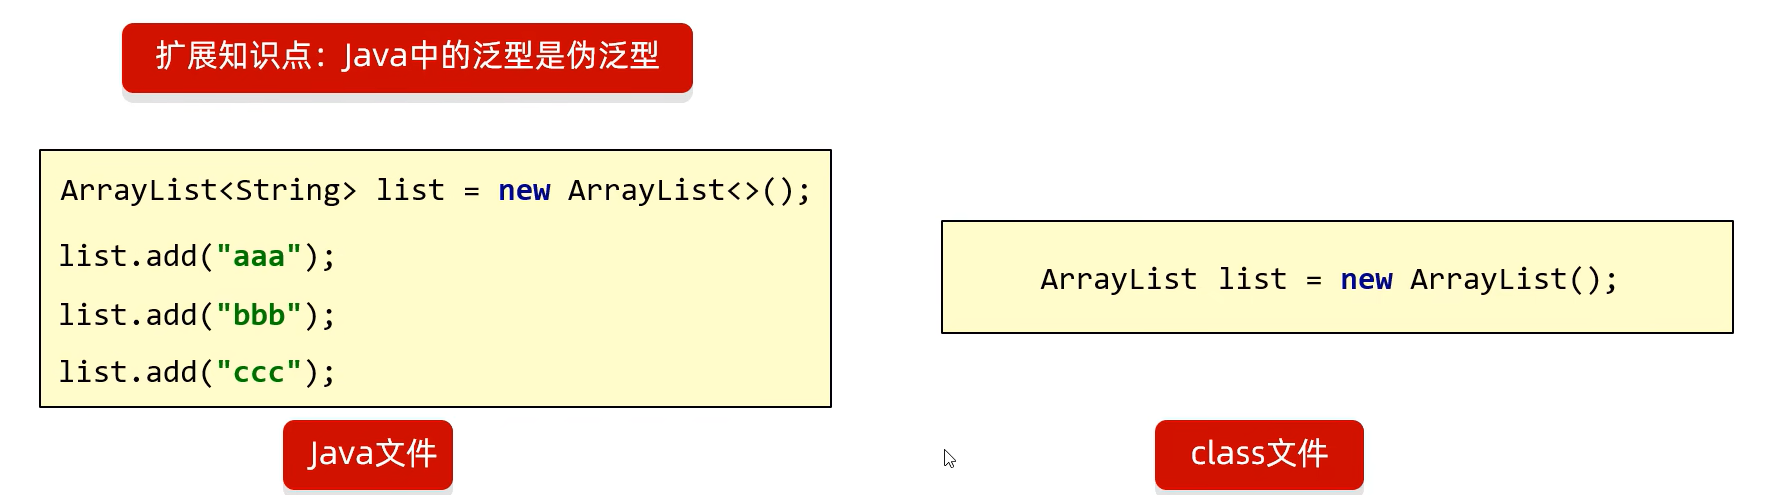 扩展知识点：Java中的泛型是伪泛型
ArrayList<String> list = new ArrayList<>();
list.add("aaa");
list.add("bbb");
list.add("ccc");
Java文件
ArrayList list = new ArrayList();
class文件